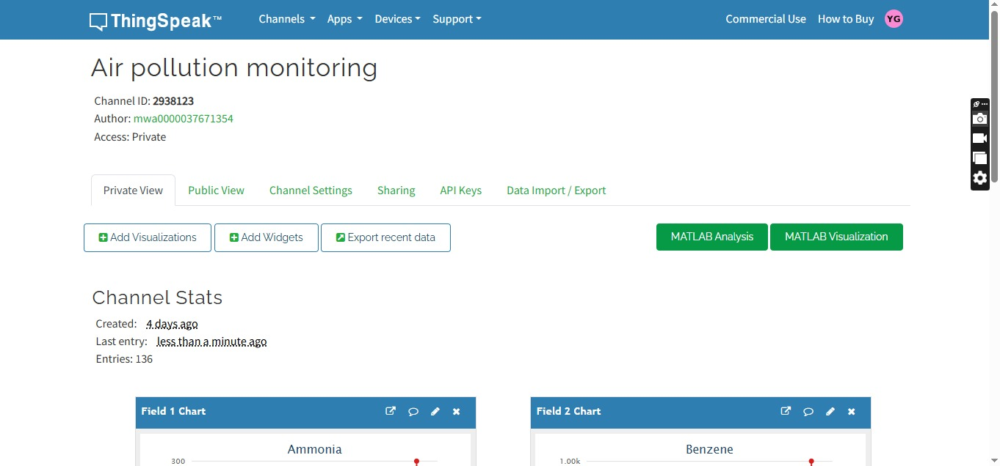 ThingSpeak™ Channels Apps Devices Support Commercial Use How to Buy YG
Air pollution monitoring
Channel ID: 2938123
Author: mwa0000037671354
Access: Private
Private View Public View Channel Settings Sharing API Keys Data Import / Export
Add Visualizations Add Widgets Export recent data MATLAB Analysis MATLAB Visualization
Channel Stats
Created: 4 days ago
Last entry: less than a minute ago
Entries: 136
Field 1 Chart Field 2 Chart
Ammonia Benzene
300 1.00k